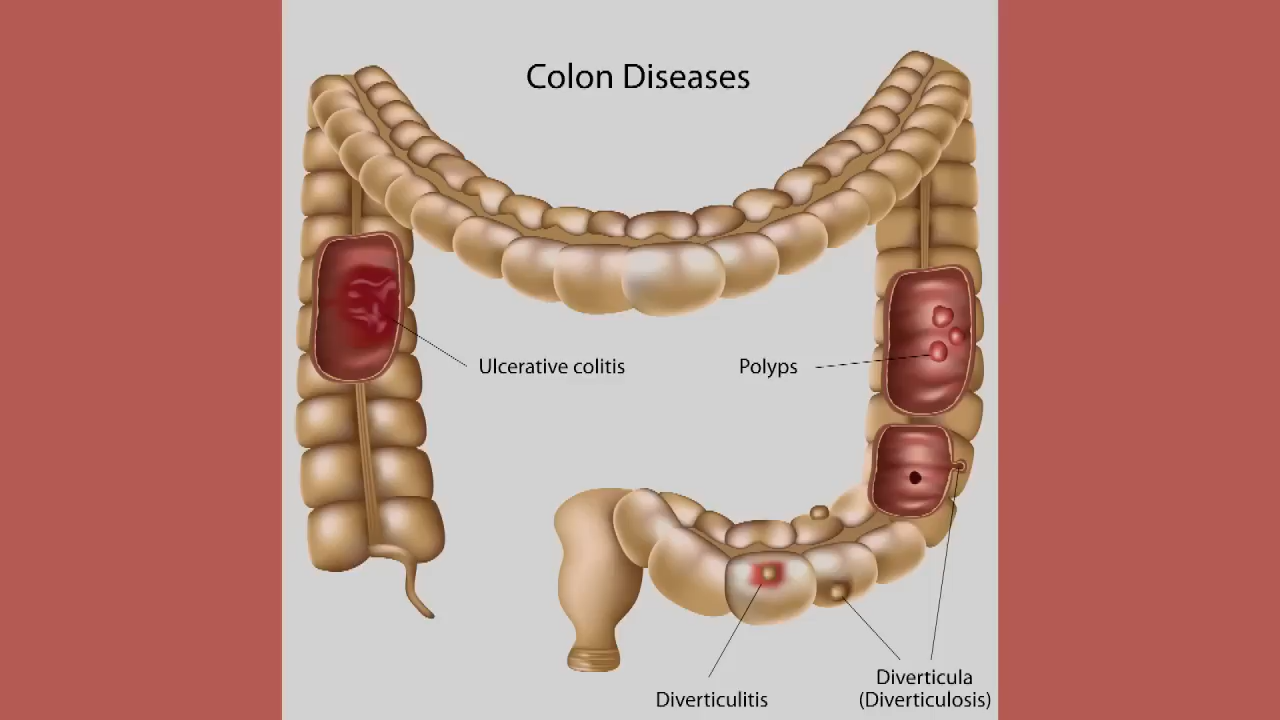 Colon Diseases
Ulcerative colitis
Polyps
Diverticulitis
Diverticula
(Diverticulosis)